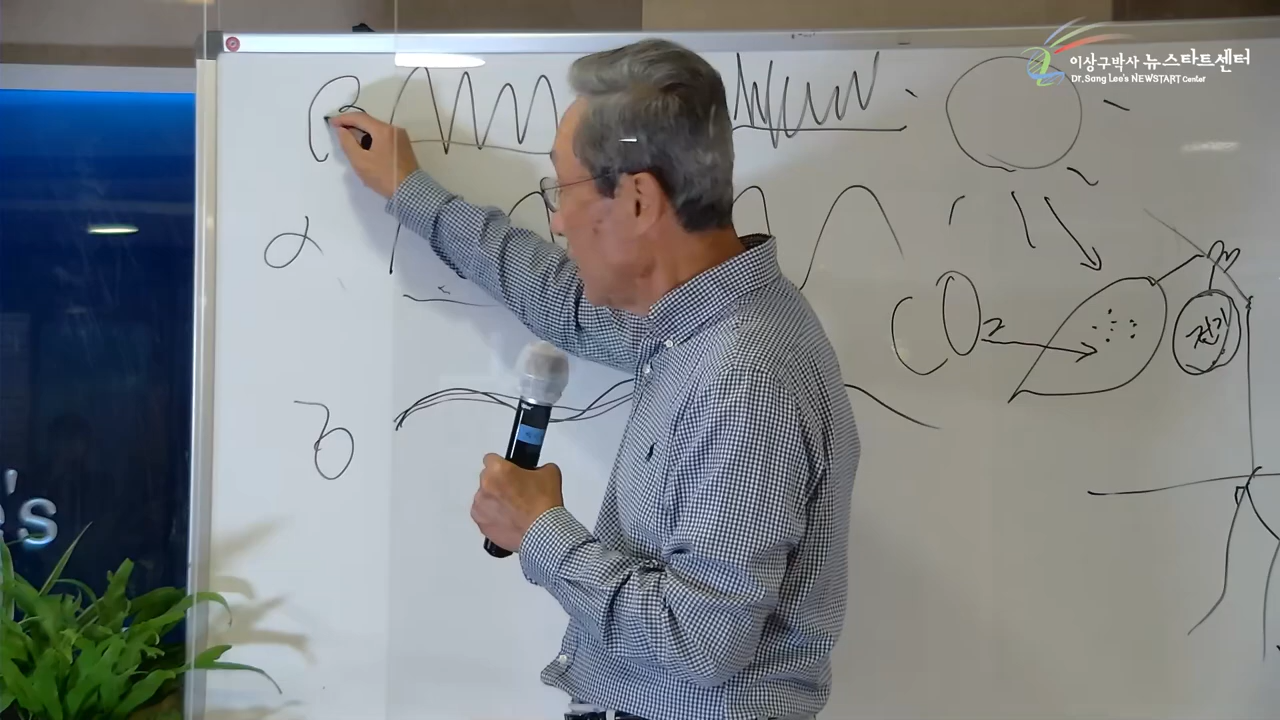 이상구박사 뉴스타트센터
Dr. Sang Lee's NEWSTART Center
β
α
CO2
전기
δ
's